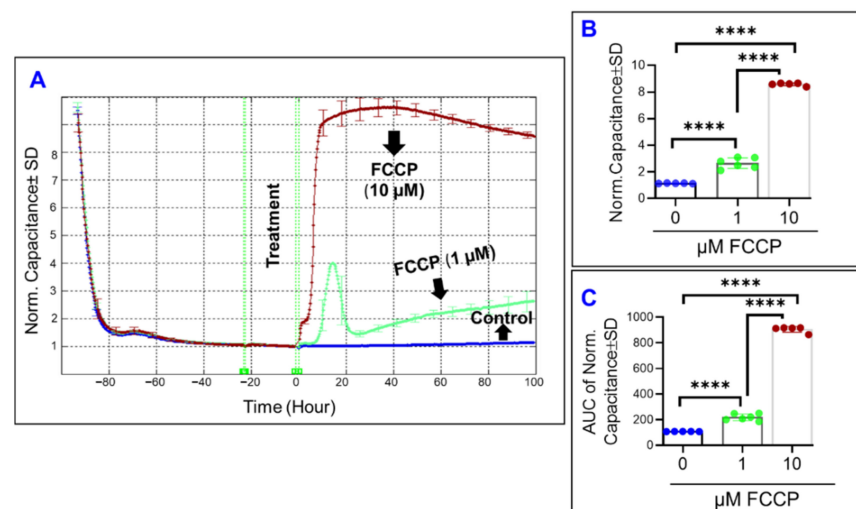 A
Norm. Capacitance± SD
9
8
7
6
5
4
3
2
1
Treatment
FCCP
(10 µM)
FCCP (1 µM)
Control
−80 −60 −40 −20 0 20 40 60 80 100
Time (Hour)
B
****
****
****
Norm.Capacitance±SD
10
8
6
4
2
0
0 1 10
µM FCCP
C
****
****
****
AUC of Norm.
Capacitance±SD
1000
800
600
400
200
0
0 1 10
µM FCCP